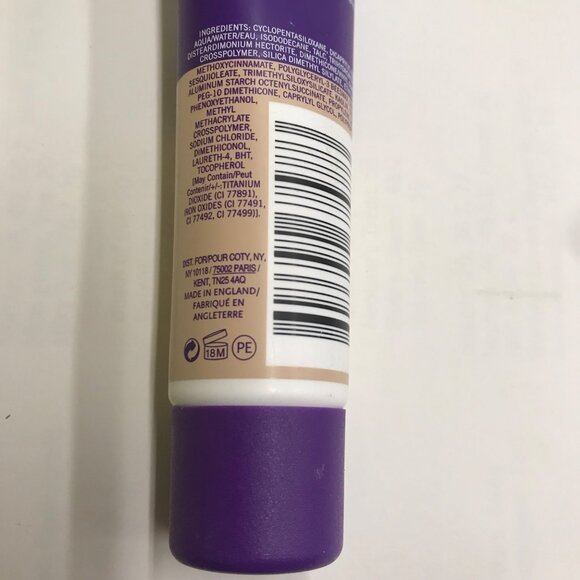 INGREDIENTS: CYCLOPENTASILOXANE,
AQUA/WATER/EAU, ISODODECANE, TALC,
DISTEARDIMONIUM HECTORITE, DIMETHICONE
CROSSPOLYMER, SILICA DIMETHYL
METHOXYCINNAMATE, POLYGLYCERYL-3
SESQUIOLEATE, TRIMETHYLSILOXYSILICATE,
ALUMINUM STARCH OCTENYLSUCCINATE,
PEG-10 DIMETHICONE, CAPRYLYL GLYCOL,
PHENOXYETHANOL,
METHYL
METHACRYLATE
CROSSPOLYMER,
SODIUM CHLORIDE,
DIMETHICONOL,
LAURETH-4, BHT,
TOCOPHEROL
[May Contain/Peut
Contenir/+/-:TITANIUM
DIOXIDE (CI 77891),
IRON OXIDES (CI 77491,
CI 77492, CI 77499)].
DIST. FOR/POUR COTY, NY,
NY 10118 / 75002 PARIS /
KENT, TN25 4AQ
MADE IN ENGLAND/
FABRIQUÉ EN
ANGLETERRE
18M PE